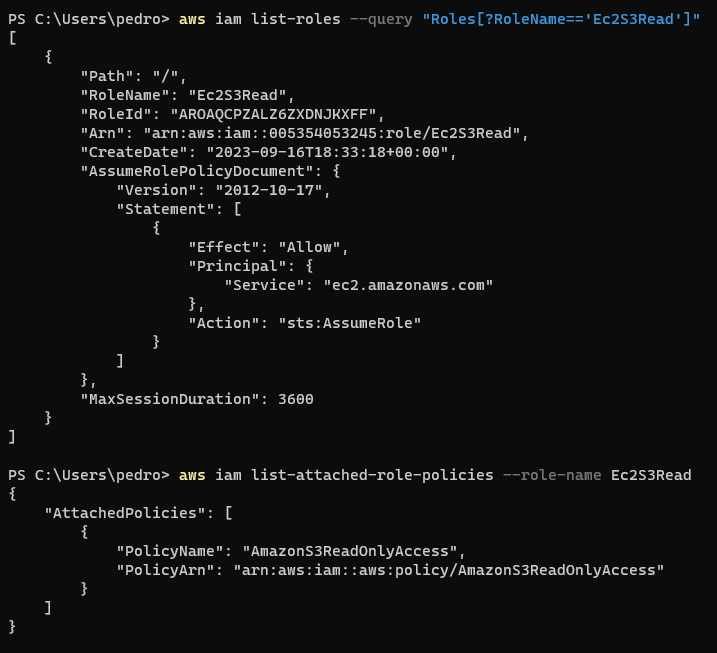 PS C:\Users\pedro> aws iam list-roles --query "Roles[?RoleName=='Ec2S3Read']"
[
    {
        "Path": "/",
        "RoleName": "Ec2S3Read",
        "RoleId": "AROAQCPZALZ6ZXDNJKXFF",
        "Arn": "arn:aws:iam::005354053245:role/Ec2S3Read",
        "CreateDate": "2023-09-16T18:33:18+00:00",
        "AssumeRolePolicyDocument": {
            "Version": "2012-10-17",
            "Statement": [
                {
                    "Effect": "Allow",
                    "Principal": {
                        "Service": "ec2.amazonaws.com"
                    },
                    "Action": "sts:AssumeRole"
                }
            ]
        },
        "MaxSessionDuration": 3600
    }
]
PS C:\Users\pedro> aws iam list-attached-role-policies --role-name Ec2S3Read
{
    "AttachedPolicies": [
        {
            "PolicyName": "AmazonS3ReadOnlyAccess",
            "PolicyArn": "arn:aws:iam::aws:policy/AmazonS3ReadOnlyAccess"
        }
    ]
}